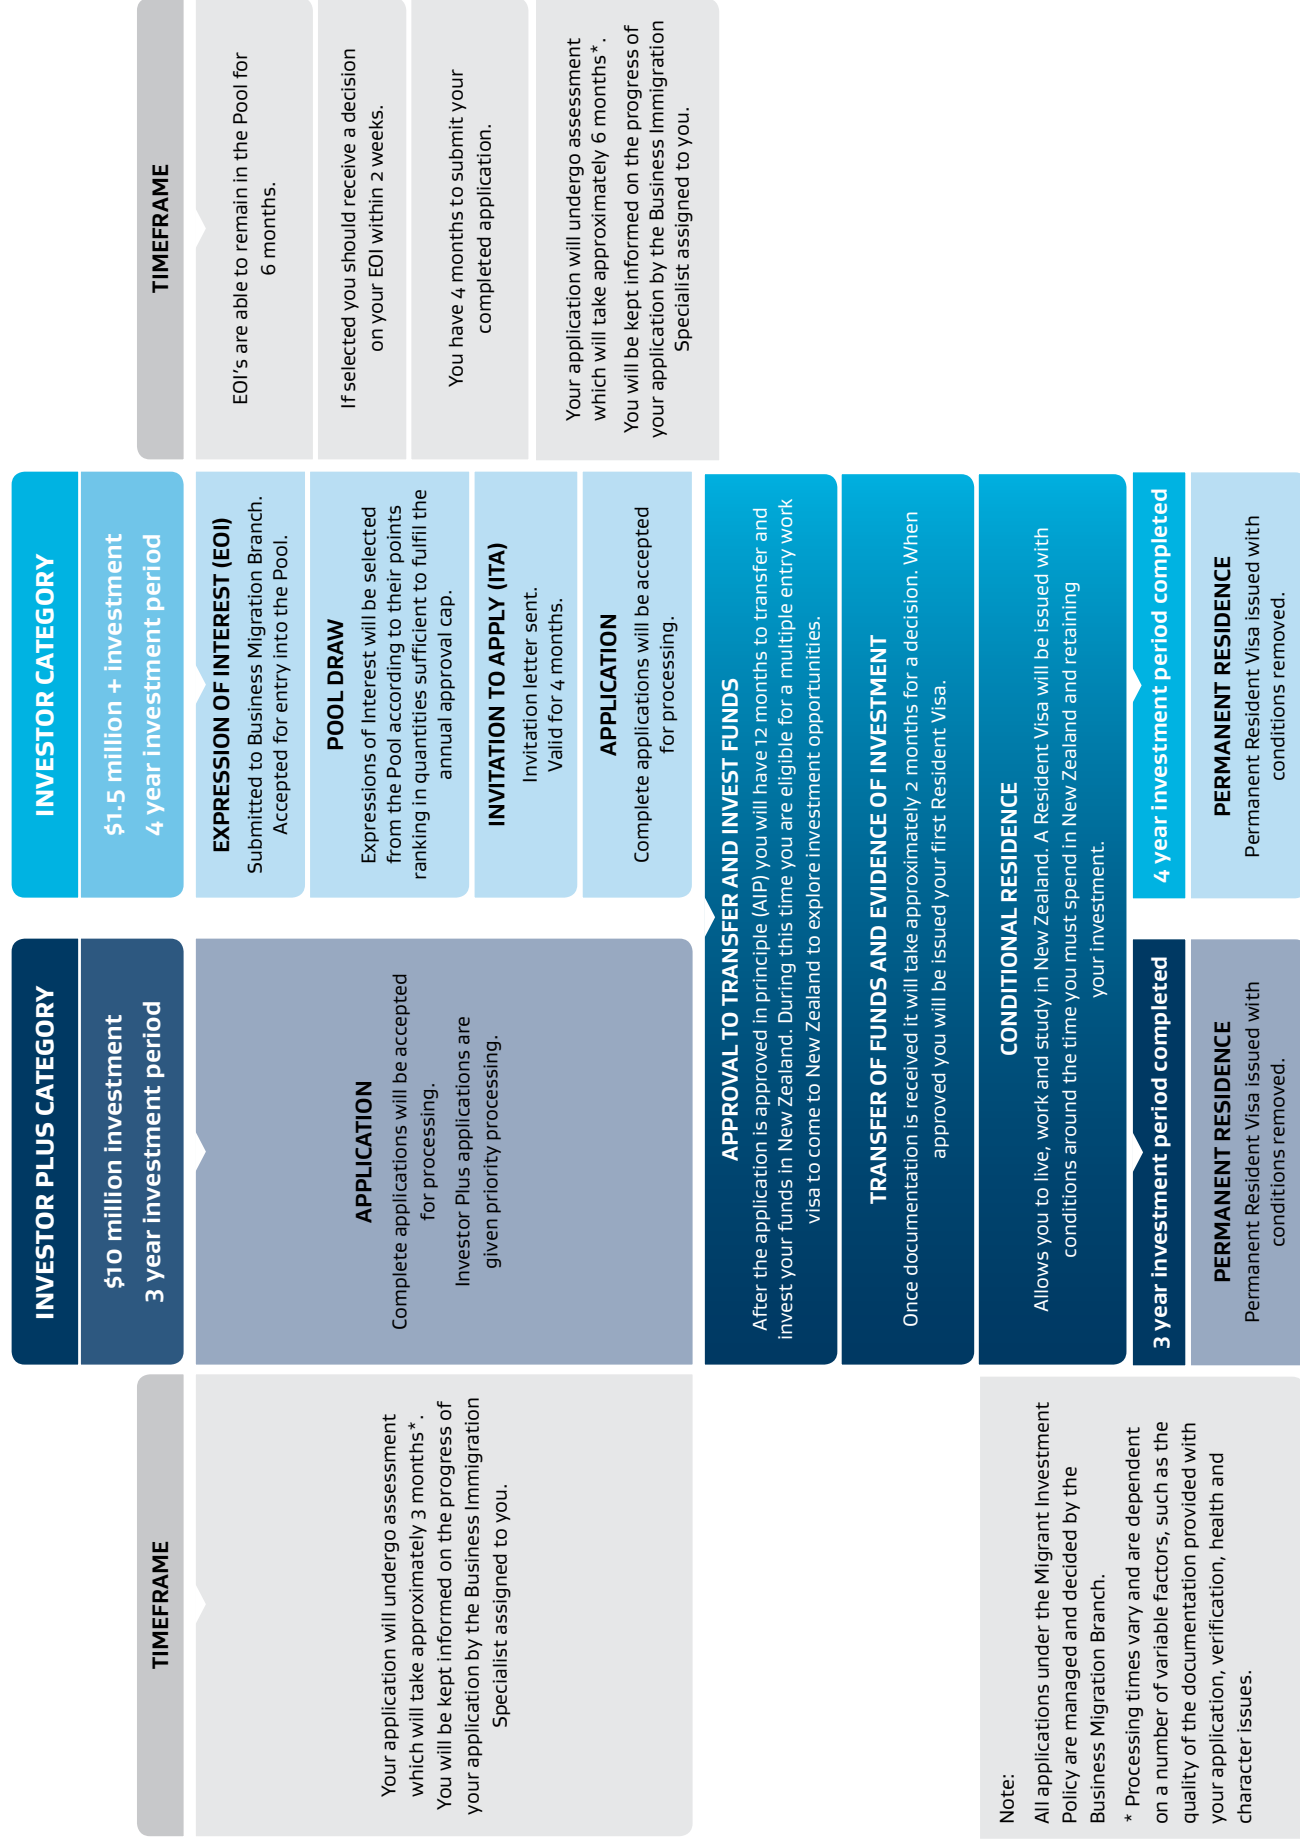 TIMEFRAME
Your application will undergo assessment
which will take approximately 3 months*.
You will be kept informed on the progress of
your application by the Business Immigration
Specialist assigned to you.
INVESTOR PLUS CATEGORY
$10 million investment
3 year investment period
APPLICATION
Complete applications will be accepted
for processing.
Investor Plus applications are
given priority processing.
INVESTOR CATEGORY
$1.5 million + investment
4 year investment period
EXPRESSION OF INTEREST (EOI)
Submitted to Business Migration Branch.
Accepted for entry into the Pool.
POOL DRAW
Expressions of Interest will be selected
from the Pool according to their points
ranking in quantities sufficient to fulfil the
annual approval cap.
INVITATION TO APPLY (ITA)
Invitation letter sent.
Valid for 4 months.
APPLICATION
Complete applications will be accepted
for processing.
TIMEFRAME
EOI’s are able to remain in the Pool for
6 months.
If selected you should receive a decision
on your EOI within 2 weeks.
You have 4 months to submit your
completed application.
Your application will undergo assessment
which will take approximately 6 months*.
You will be kept informed on the progress of
your application by the Business Immigration
Specialist assigned to you.
APPROVAL TO TRANSFER AND INVEST FUNDS
After the application is approved in principle (AIP) you will have 12 months to transfer and
invest your funds in New Zealand. During this time you are eligible for a multiple entry work
visa to come to New Zealand to explore investment opportunities.
TRANSFER OF FUNDS AND EVIDENCE OF INVESTMENT
Once documentation is received it will take approximately 2 months for a decision. When
approved you will be issued your first Resident Visa.
CONDITIONAL RESIDENCE
Allows you to live, work and study in New Zealand. A Resident Visa will be issued with
conditions around the time you must spend in New Zealand and retaining
your investment.
3 year investment period completed
PERMANENT RESIDENCE
Permanent Resident Visa issued with
conditions removed.
4 year investment period completed
PERMANENT RESIDENCE
Permanent Resident Visa issued with
conditions removed.
Note:
All applications under the Migrant Investment
Policy are managed and decided by the
Business Migration Branch.
* Processing times vary and are dependent
on a number of variable factors, such as the
quality of the documentation provided with
your application, verification, health and
character issues.